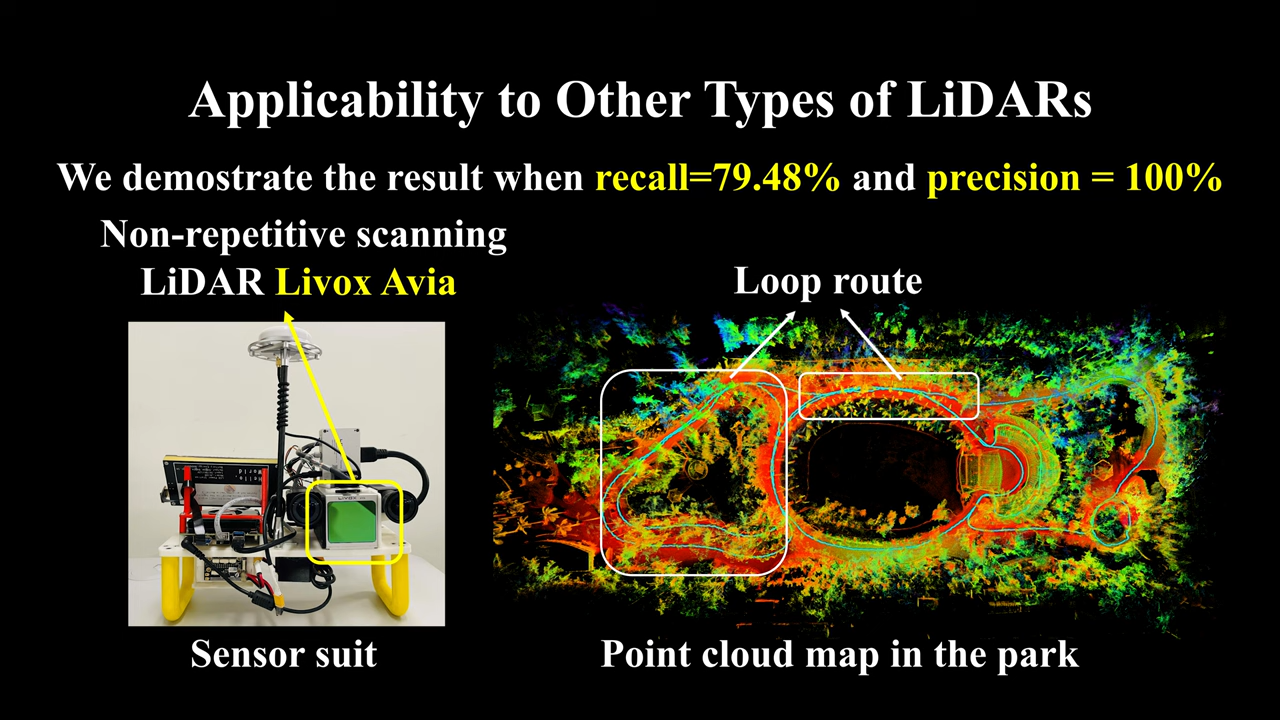 Applicability to Other Types of LiDARs
We demostrate the result when recall=79.48% and precision = 100%
Non-repetitive scanning
LiDAR Livox Avia
Loop route
Sensor suit
Point cloud map in the park